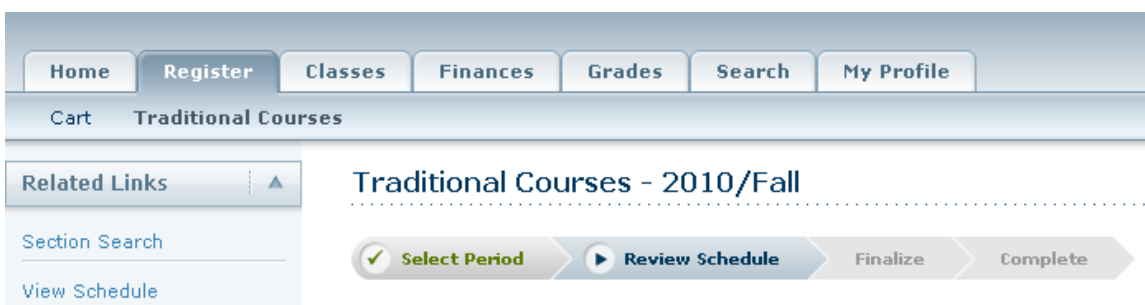 Home Register Classes Finances Grades Search My Profile
Cart Traditional Courses
Related Links
Traditional Courses - 2010/Fall
Section Search
Select Period Review Schedule Finalize Complete
View Schedule